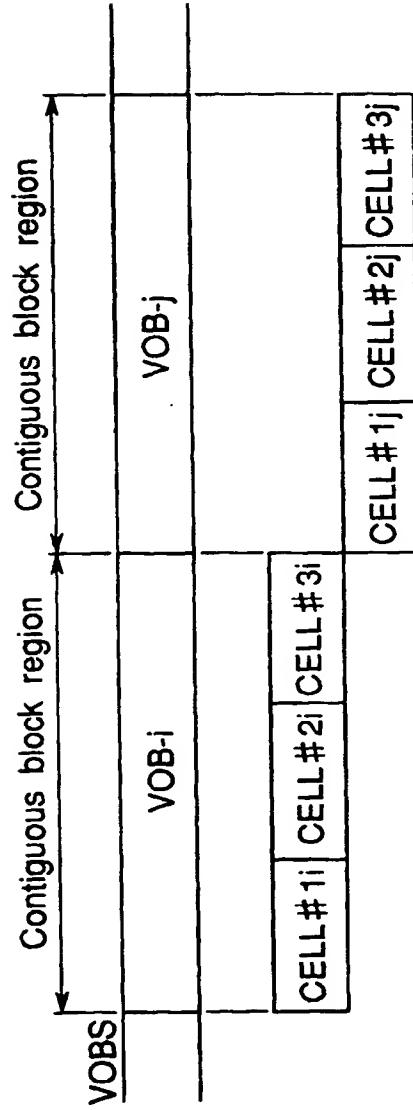 Contiguous block region Contiguous block region
VOBS
VOB-i VOB-j
CELL#1i CELL#2i CELL#3i
CELL#1j CELL#2j CELL#3j